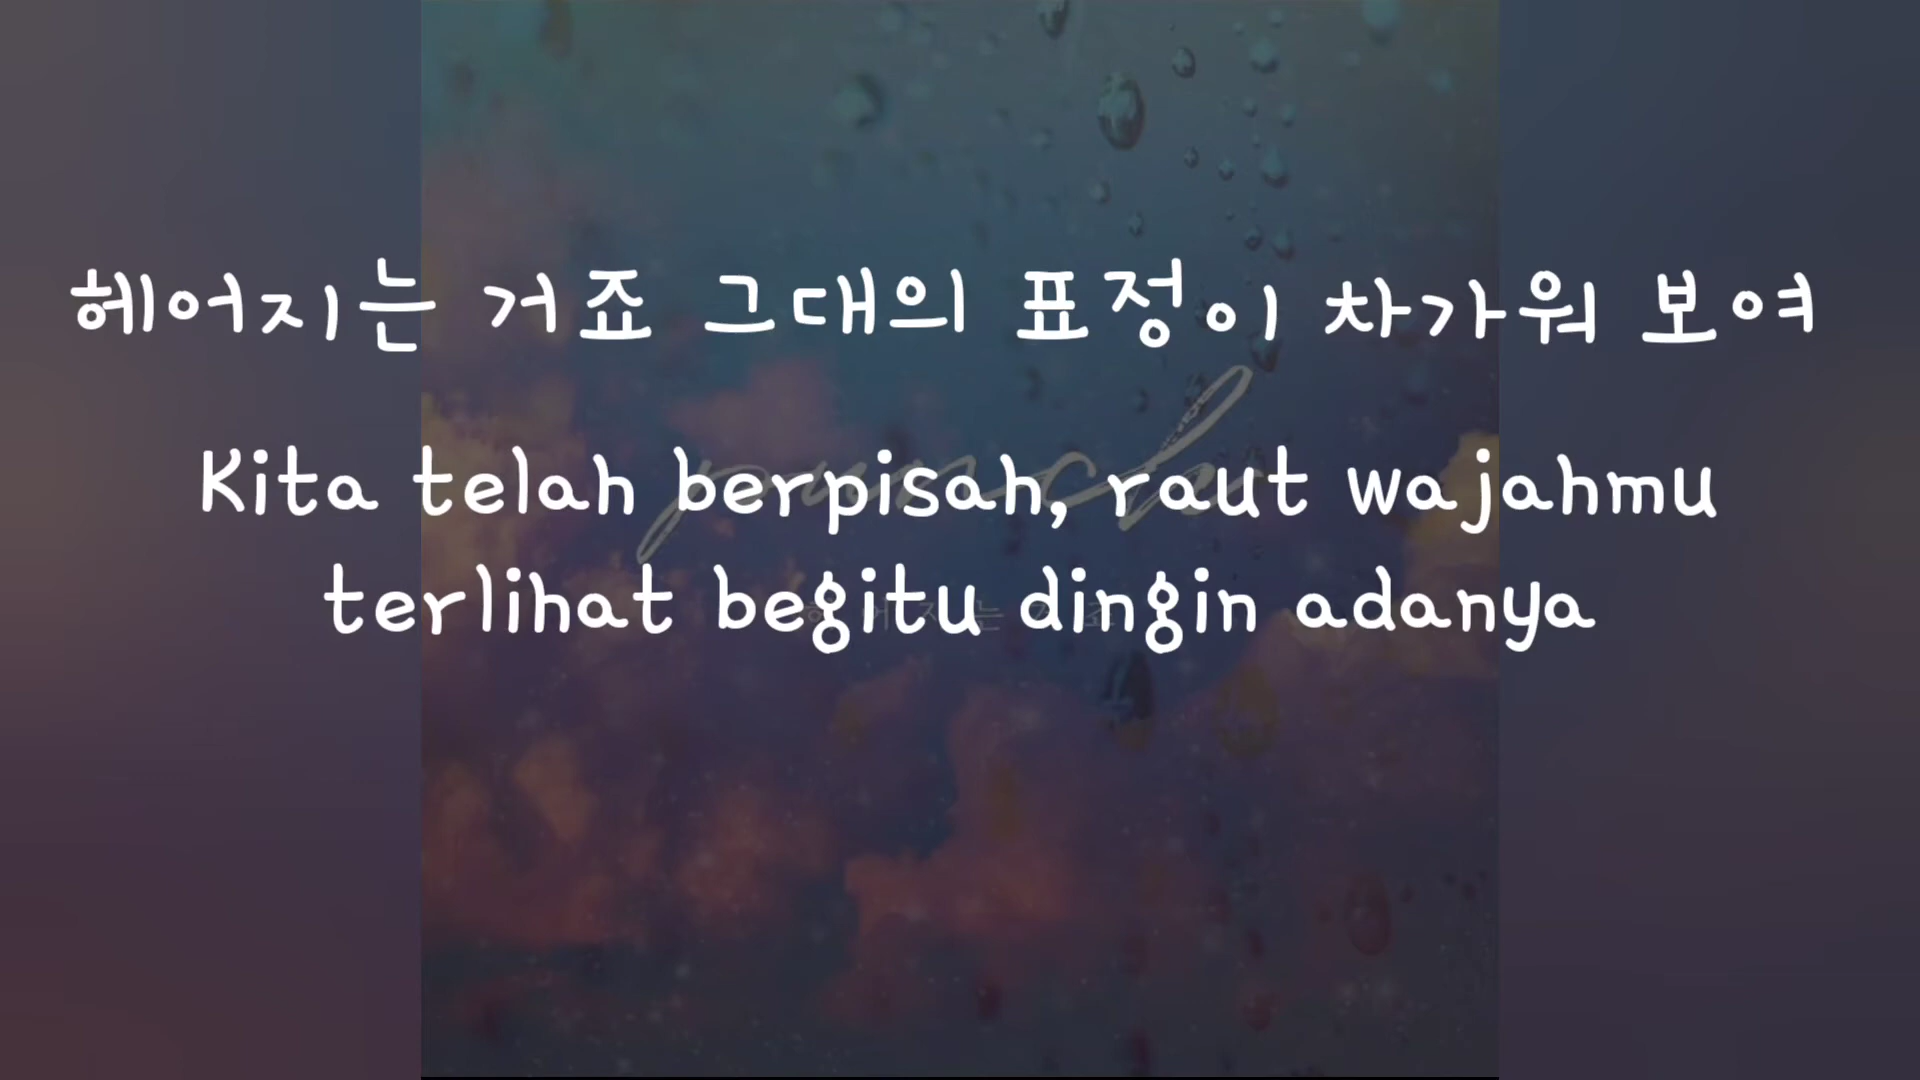 헤어지는 거죠 그대의 표정이 차가워 보여
punch
Kita telah berpisah, raut wajahmu
terlihat begitu dingin adanya